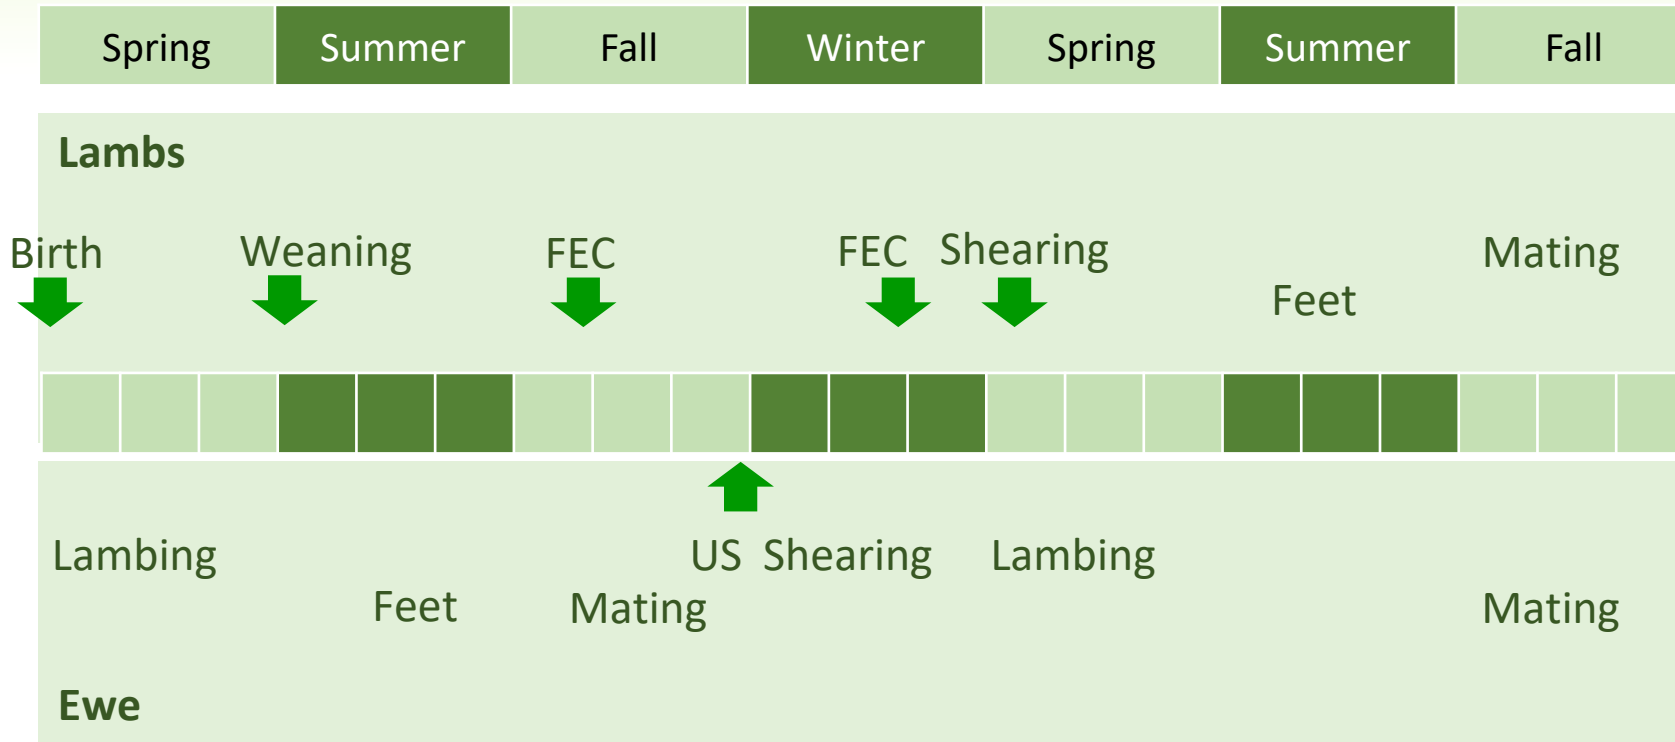 Spring Summer Fall Winter Spring Summer Fall
Lambs
Birth Weaning FEC FEC Shearing Mating
Feet
Lambing US Shearing Lambing
Feet Mating Mating
Ewe